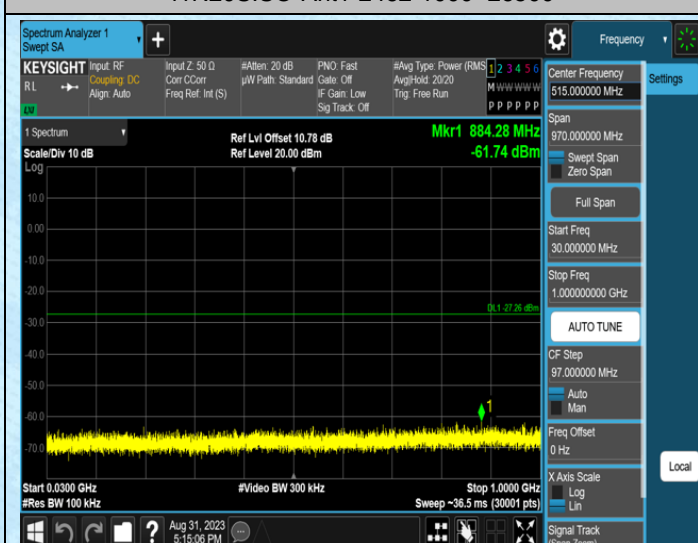 Spectrum Analyzer 1
Swept SA
Frequency
KEYSIGHT
RL
Input: RF
Coupling: DC
Align: Auto
Input Z: 50 Ω
Corr CCorr
Freq Ref: Int (S)
#Atten: 20 dB
µW Path: Standard
PNO: Fast
Gate: Off
IF Gain: Low
Sig Track: Off
#Avg Type: Power (RMS
Avg|Hold: 20/20
Trig: Free Run
1 2 3 4 5 6
M W W W W W
P P P P P P
1 Spectrum
Scale/Div 10 dB
Log
Ref Lvl Offset 10.78 dB
Ref Level 20.00 dBm
Mkr1 884.28 MHz
-61.74 dBm
10.0
0.00
-10.0
-20.0
-30.0
-40.0
-50.0
-60.0
-70.0
DL1 -27.26 dBm
1
Start 0.0300 GHz
#Res BW 100 kHz
#Video BW 300 kHz
Stop 1.0000 GHz
Sweep ~36.5 ms (30001 pts)
Aug 31, 2023
5:15:06 PM
Center Frequency
515.000000 MHz
Settings
Span
970.000000 MHz
Swept Span
Zero Span
Full Span
Start Freq
30.000000 MHz
Stop Freq
1.000000000 GHz
AUTO TUNE
CF Step
97.000000 MHz
Auto
Man
Freq Offset
0 Hz
X Axis Scale
Log
Lin
Local
Signal Track